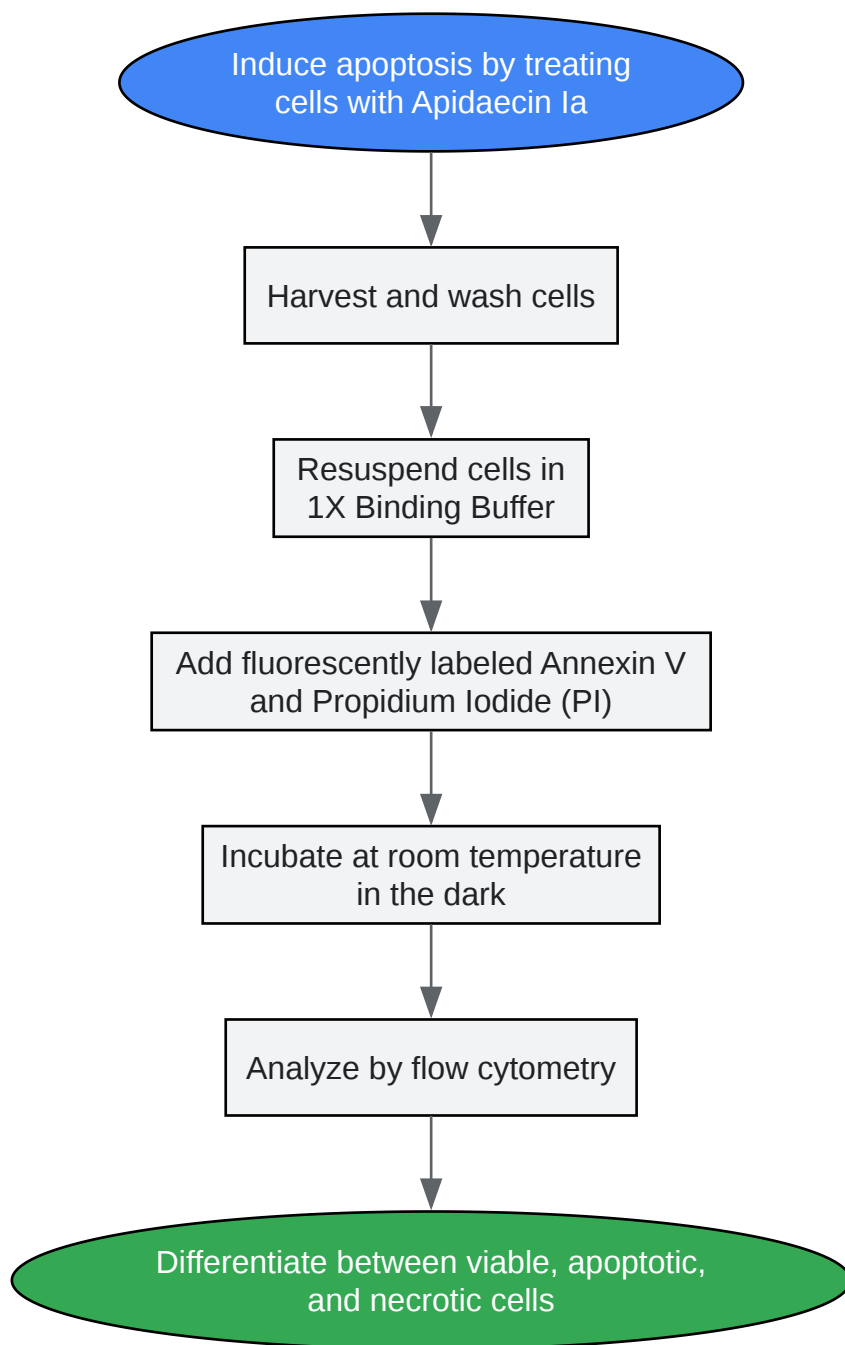 Induce apoptosis by treating
cells with Apidaecin Ia
Harvest and wash cells
Resuspend cells in
1X Binding Buffer
Add fluorescently labeled Annexin V
and Propidium Iodide (PI)
Incubate at room temperature
in the dark
Analyze by flow cytometry
Differentiate between viable, apoptotic,
and necrotic cells